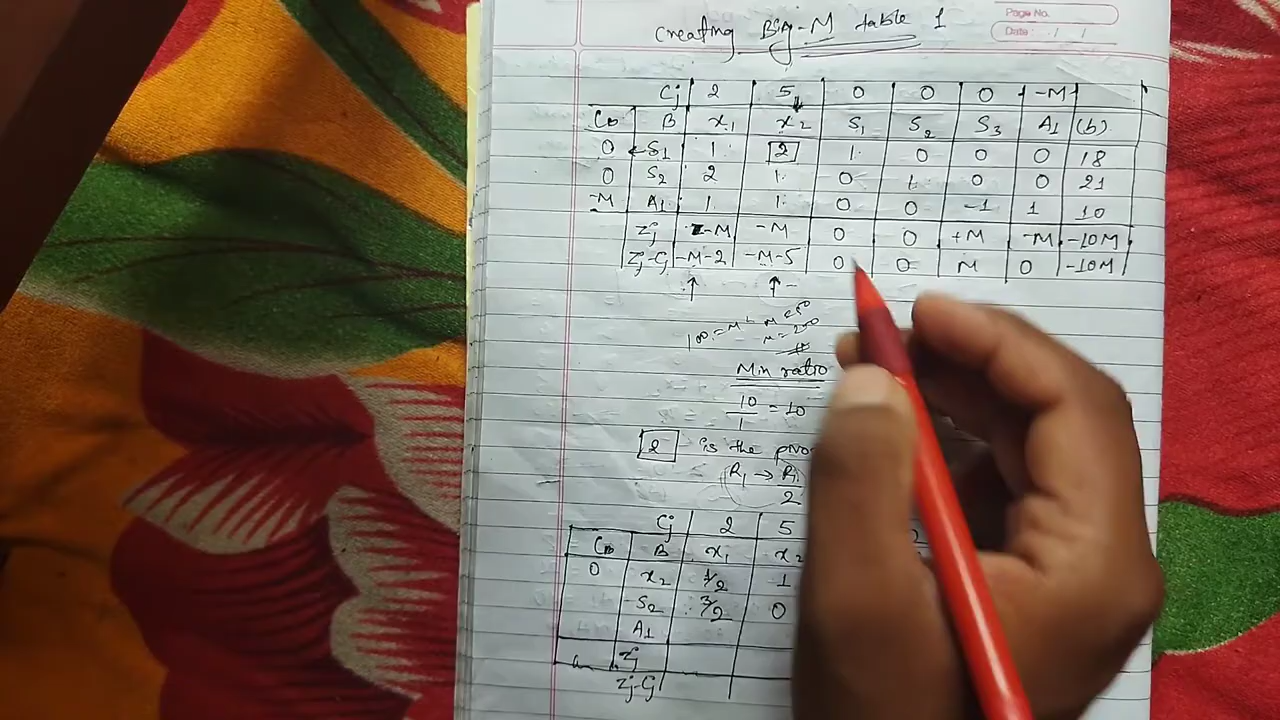 Page No.
Date: / /
creating Big-M table 1
Cj 2 5 0 0 0 -M
CB B x1 x2 S1 S2 S3 A1 (b)
0 S1 1 2 1 0 0 0 18
0 S2 2 1 0 1 0 0 21
-M A1 1 1 0 0 -1 1 10
Zj -M -M 0 0 +M -M -10M
Zj-Cj -M-2 -M-5 0 0 M 0 -10M
Min ratio
10/1 = 10
2 is the
R1 → R1/2
Cj 2 5
CB B x1 x2
0 x2 1/2 1
S2 3/2 0
A1
Zj
Zj-Cj